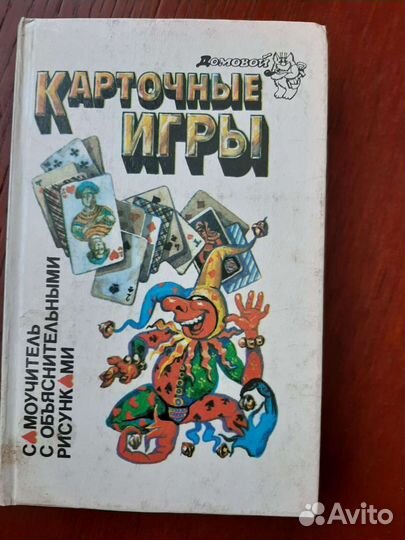 Домовой
КАРТОЧНЫЕ
ИГРЫ
САМОУЧИТЕЛЬ
С ОБЪЯСНИТЕЛЬНЫМИ
РИСУНКАМИ
Avito